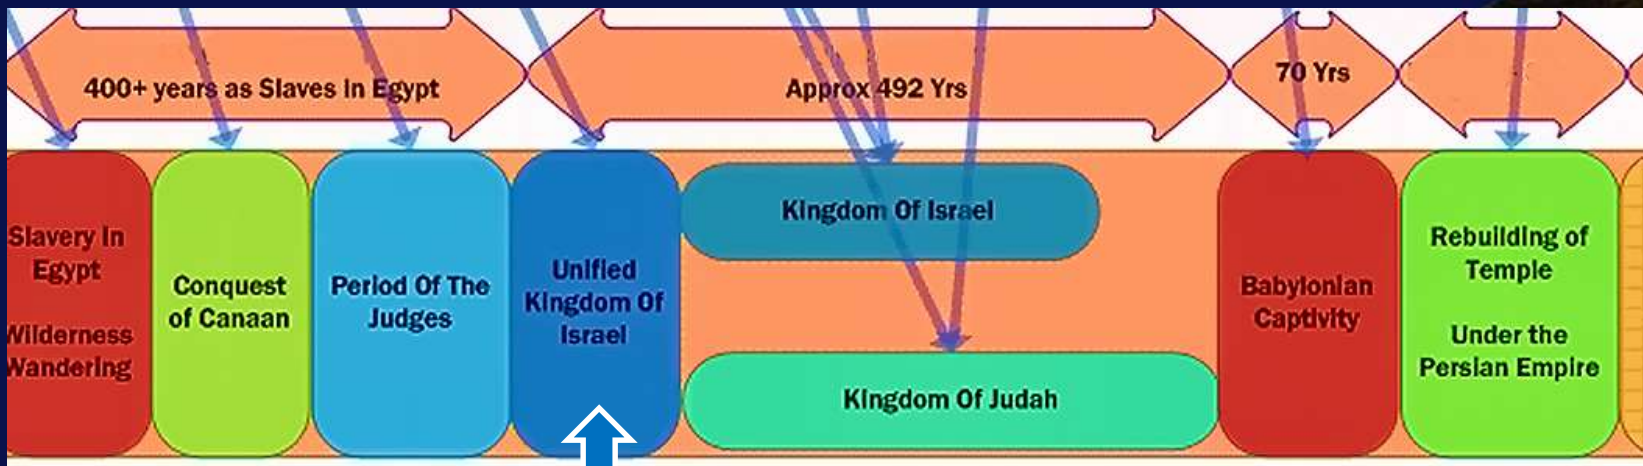 400+ years as Slaves In Egypt
Approx 492 Yrs
70 Yrs
Slavery In
Egypt
Wilderness
Wandering
Conquest
of Canaan
Period Of The
Judges
Unified
Kingdom Of
Israel
Kingdom Of Israel
Kingdom Of Judah
Babylonian
Captivity
Rebuilding of
Temple
Under the
Persian Empire